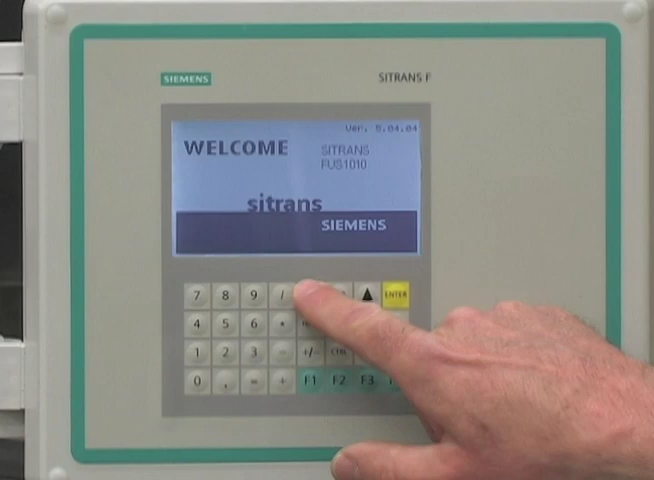 SIEMENS
SITRANS F
Ver. 5.04.04
WELCOME
SITRANS
FUS1010
sitrans
SIEMENS
7 8 9 / ▲ ENTER
4 5 6 *
1 2 3 - +/- CTRL
0 , = + F1 F2 F3